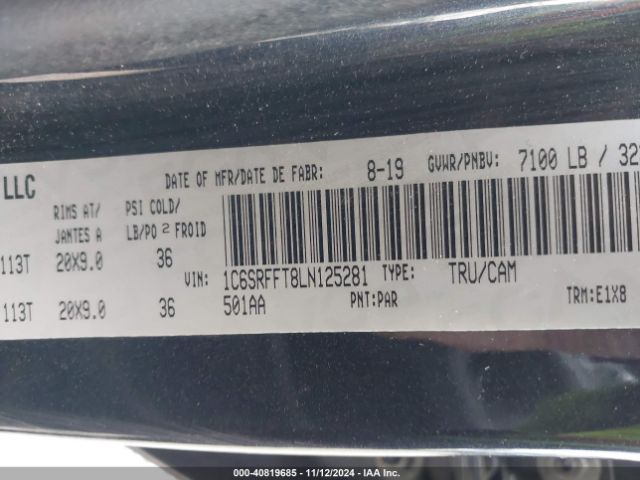 LLC DATE OF MFR/DATE DE FABR: 8-19 GVWR/PNBV: 7100 LB / 32
RIMS AT/ PSI COLD/
JANTES A LB/PO 2 FROID
113T 20X9.0 36
VIN: 1C6SRFFT8LN125281 TYPE: TRU/CAM
113T 20X9.0 36 501AA PNT:PAR TRM:E1X8
000-40819685 - 11/12/2024 - IAA Inc.